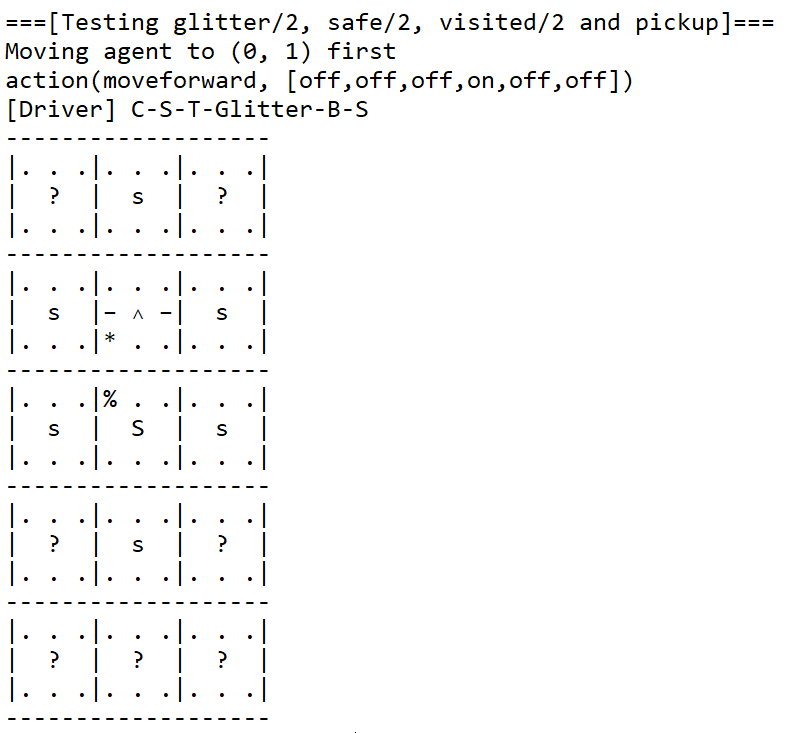 ===[Testing glitter/2, safe/2, visited/2 and pickup]===
Moving agent to (0, 1) first
action(moveforward, [off,off,off,on,off,off])
[Driver] C-S-T-Glitter-B-S
-------------------
|. . .|. . .|. . .|
|  ?  |  s  |  ?  |
|. . .|. . .|. . .|
-------------------
|. . .|. . .|. . .|
|  s  |- ^ -|  s  |
|. . .|* . .|. . .|
-------------------
|. . .|% . .|. . .|
|  s  |  S  |  s  |
|. . .|. . .|. . .|
-------------------
|. . .|. . .|. . .|
|  ?  |  s  |  ?  |
|. . .|. . .|. . .|
-------------------
|. . .|. . .|. . .|
|  ?  |  ?  |  ?  |
|. . .|. . .|. . .|
-------------------